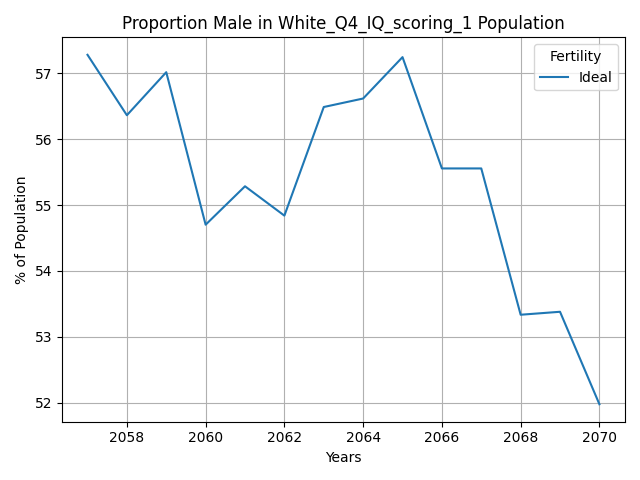 Proportion Male in White_Q4_IQ_scoring_1 Population
Fertility
Ideal
57
56
55
54
53
52
% of Population
2058 2060 2062 2064 2066 2068 2070
Years